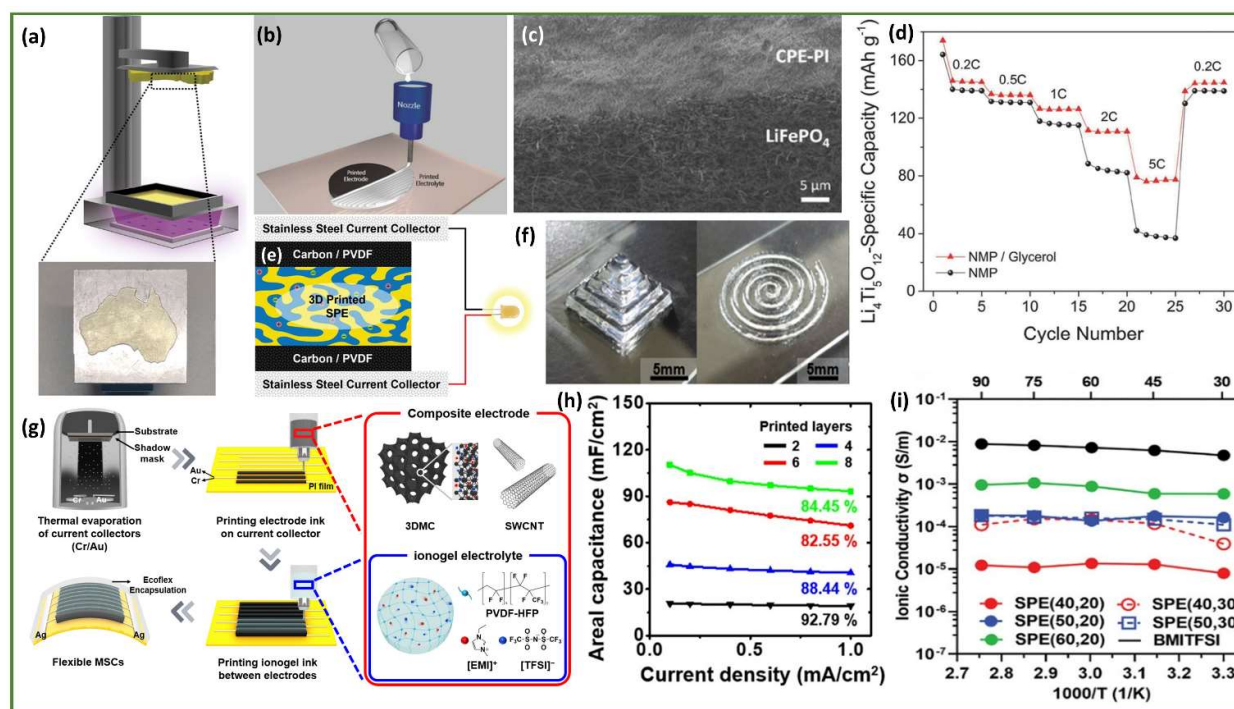 (a)
(b)
Nozzle
Printed
Electrode
Printed
Electrolyte
(c)
CPE-PI
LiFePO₄
5 µm
(d)
Li₄Ti₅O₁₂-Specific Capacity (mAh g⁻¹)
160
120
80
40
0
0.2C
0.5C
1C
2C
5C
0.2C
NMP / Glycerol
NMP
0 5 10 15 20 25 30
Cycle Number
Stainless Steel Current Collector
(e)
Carbon / PVDF
3D Printed
SPE
Carbon / PVDF
Stainless Steel Current Collector
(f)
5mm
5mm
(g)
Substrate
Shadow
mask
Cr
Au
Thermal evaporation
of current collectors
(Cr/Au)
Au
Cr
PI film
Printing electrode ink
on current collector
Composite electrode
3DMC
SWCNT
Ecoflex
Encapsulation
Ag
Ag
Flexible MSCs
Printing ionogel ink
between electrodes
ionogel electrolyte
PVDF-HFP
[EMI]⁺
[TFSI]⁻
(h)
Areal capacitance (mF/cm²)
150
120
90
60
30
0
Printed layers
2 4
6 8
84.45 %
82.55 %
88.44 %
92.79 %
0.0 0.2 0.4 0.6 0.8 1.0
Current density (mA/cm²)
(i)
90 75 60 45 30
Ionic Conductivity σ (S/m)
10⁻¹
10⁻²
10⁻³
10⁻⁴
10⁻⁵
10⁻⁶
10⁻⁷
SPE(40,20)
SPE(40,30)
SPE(50,20)
SPE(50,30)
SPE(60,20)
BMITFSI
2.7 2.8 2.9 3.0 3.1 3.2 3.3
1000/T (1/K)